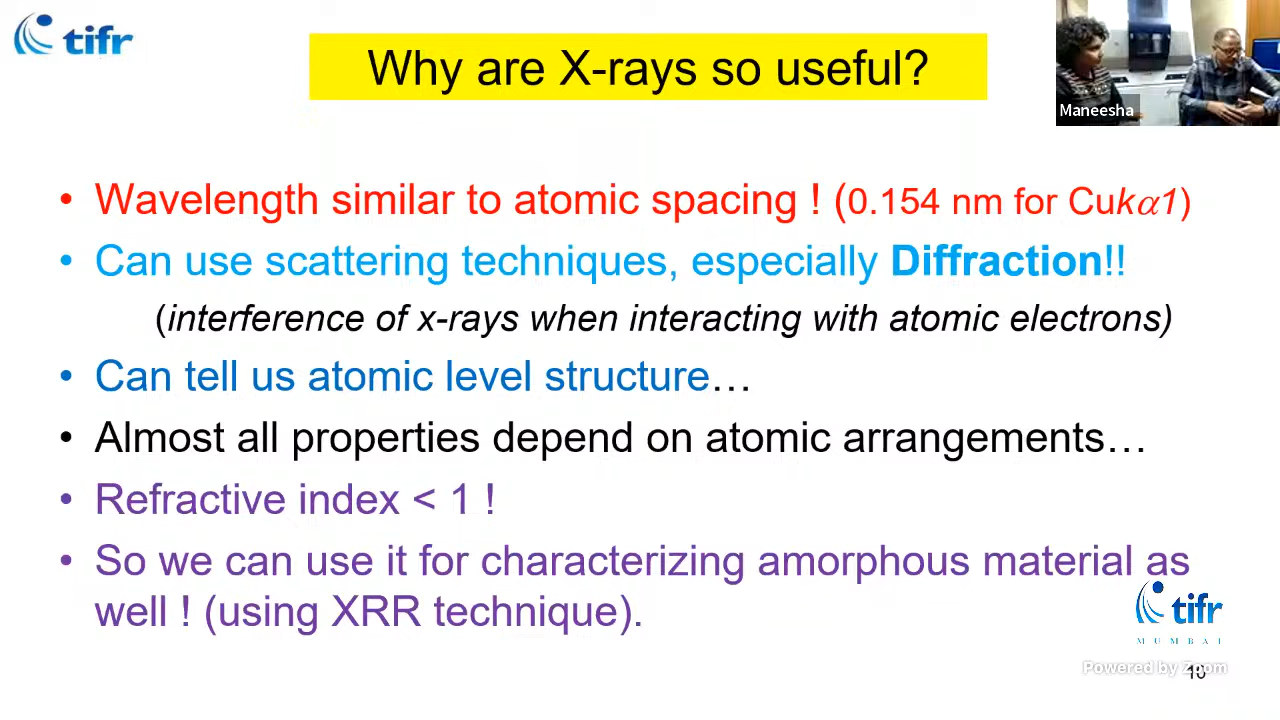 tifr
Why are X-rays so useful?
Maneesha
• Wavelength similar to atomic spacing ! (0.154 nm for Cukα1)
• Can use scattering techniques, especially Diffraction!!
(interference of x-rays when interacting with atomic electrons)
• Can tell us atomic level structure…
• Almost all properties depend on atomic arrangements…
• Refractive index < 1 !
• So we can use it for characterizing amorphous material as
well ! (using XRR technique).
tifr
MUMBAI
Powered by Zoom